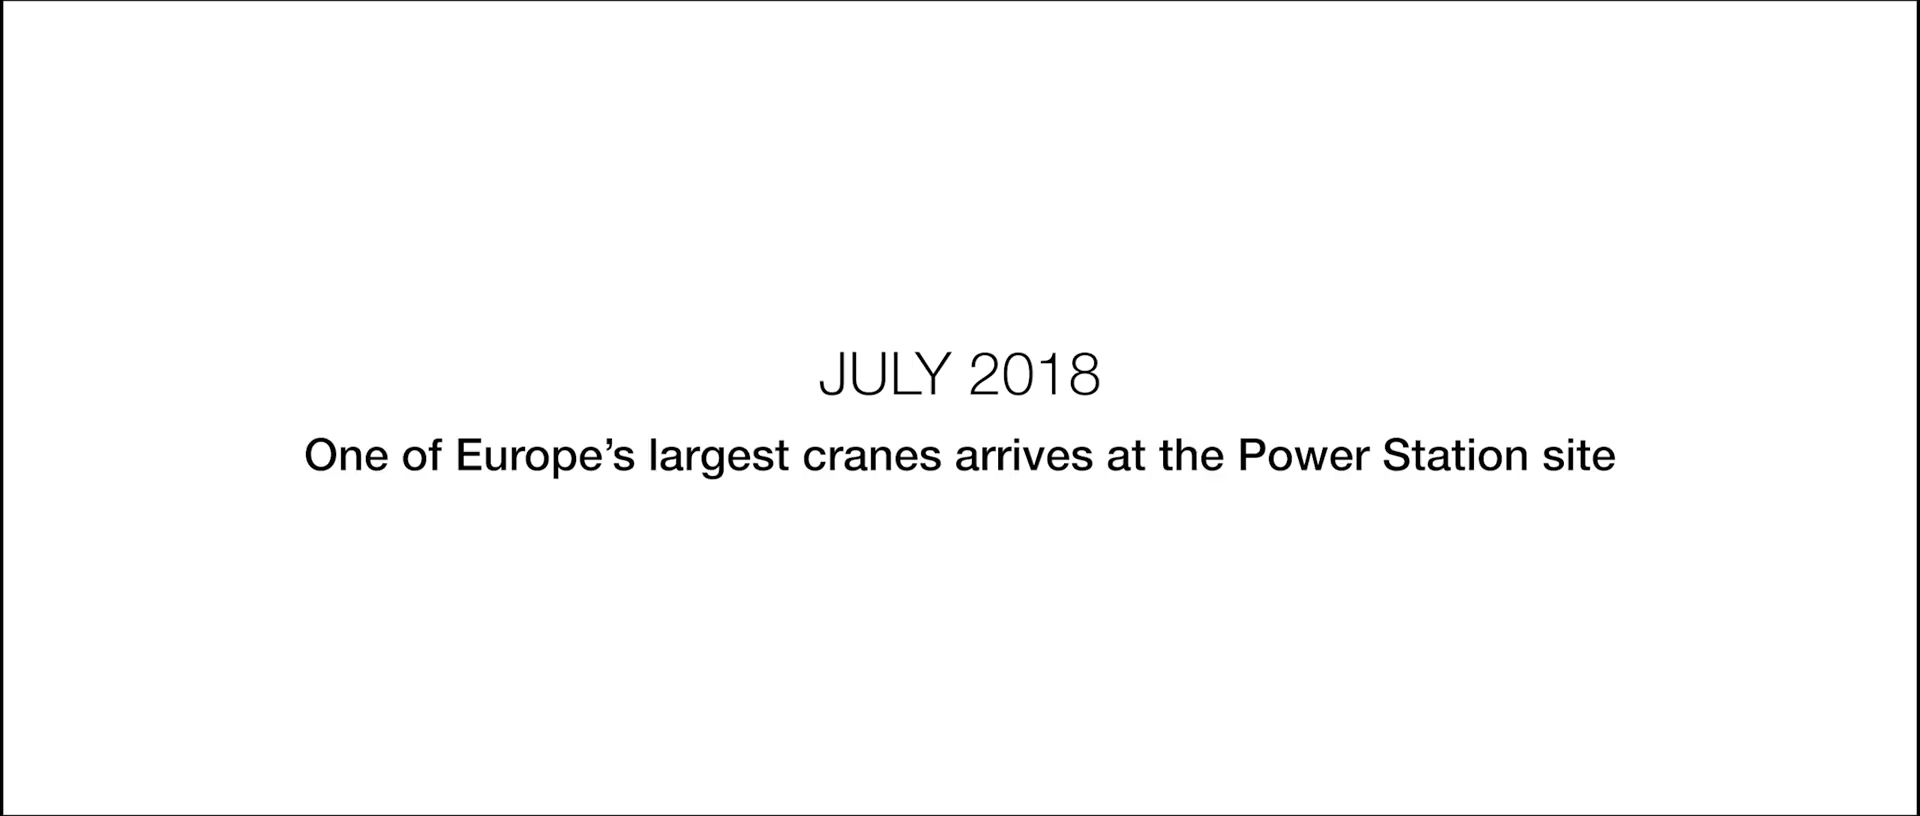 JULY 2018
One of Europe’s largest cranes arrives at the Power Station site